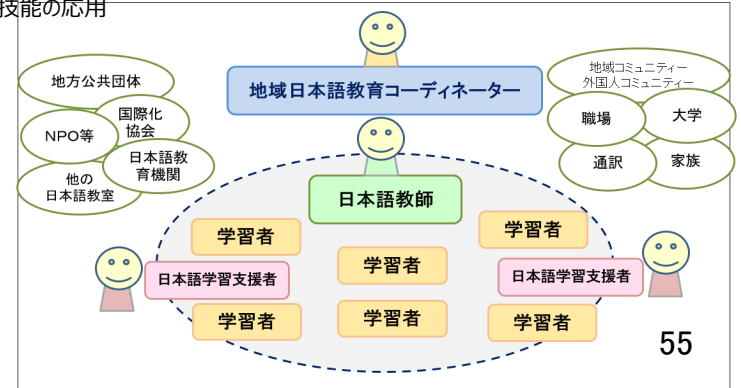 技能の応用
地域日本語教育コーディネーター
地方公共団体
国際化
協会
NPO等
日本語教
育機関
他の
日本語教室
地域コミュニティー
外国人コミュニティー
職場
大学
通訳
家族
日本語教師
学習者
学習者
学習者
日本語学習支援者
日本語学習支援者
学習者
学習者
学習者
55